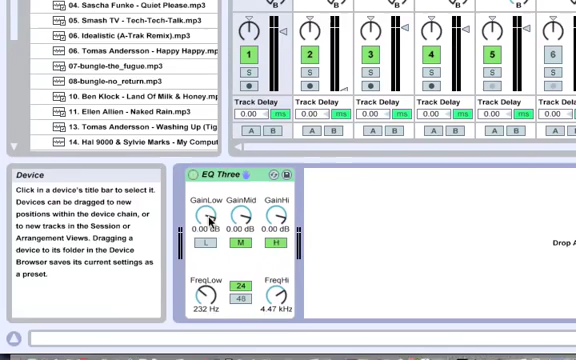 04. Sascha Funke - Quiet Please.mp3
05. Smash TV - Tech-Tech-Talk.mp3
06. Idealistic (A-Trak Remix).mp3
06. Tomas Andersson - Happy Happy.mp
07-bungle-the_fugue.mp3
08-bungle-no_return.mp3
10. Ben Klock - Land Of Milk & Honey.m
11. Ellen Allien - Naked Rain.mp3
13. Tomas Andersson - Washing Up (Tig
14. Hal 9000 & Sylvie Marks - My Comput
1 2 3 4 5 6
S S S S S S
Track Delay Track Delay Track Delay Track Delay Track Delay Track Delay
0.00 ms 0.00 ms 0.00 ms 0.00 ms 0.00 ms 0.00
A B A B A B A B A B A B
Device
Click in a device's title bar to select it.
Devices can be dragged to new
positions within the device chain, or
to new tracks in the Session or
Arrangement Views. Dragging a
device to its folder in the Device
Browser saves its current settings as
a preset.
EQ Three
GainLow GainMid GainHi
0.00 dB 0.00 dB 0.00 dB
L M H
FreqLow 24 FreqHi
48
232 Hz 4.47 kHz
Drop A